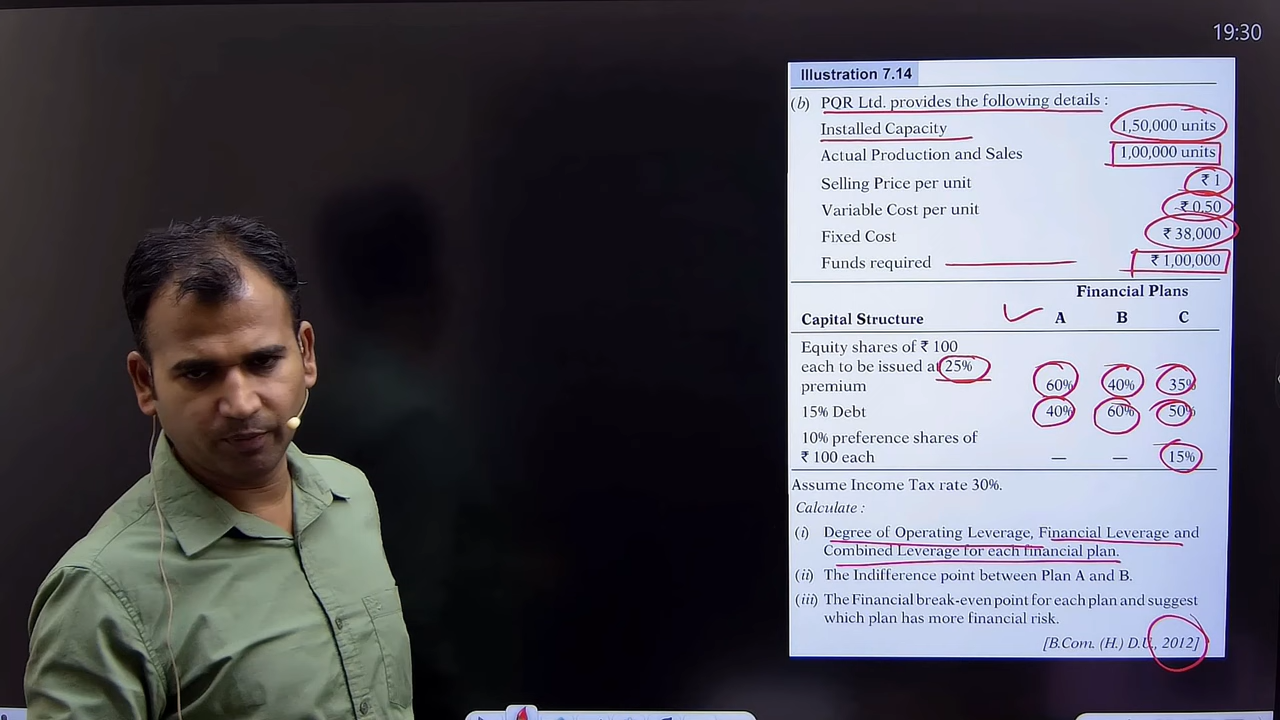 19:30
Illustration 7.14
(b) PQR Ltd. provides the following details :
Installed Capacity 1,50,000 units
Actual Production and Sales 1,00,000 units
Selling Price per unit ₹ 1
Variable Cost per unit ₹ 0.50
Fixed Cost ₹ 38,000
Funds required ₹ 1,00,000
Financial Plans
Capital Structure A B C
Equity shares of ₹ 100
each to be issued at 25%
premium 60% 40% 35%
15% Debt 40% 60% 50%
10% preference shares of
₹ 100 each — — 15%
Assume Income Tax rate 30%.
Calculate :
(i) Degree of Operating Leverage, Financial Leverage and
Combined Leverage for each financial plan.
(ii) The Indifference point between Plan A and B.
(iii) The Financial break-even point for each plan and suggest
which plan has more financial risk.
[B.Com. (H.) D.U., 2012]